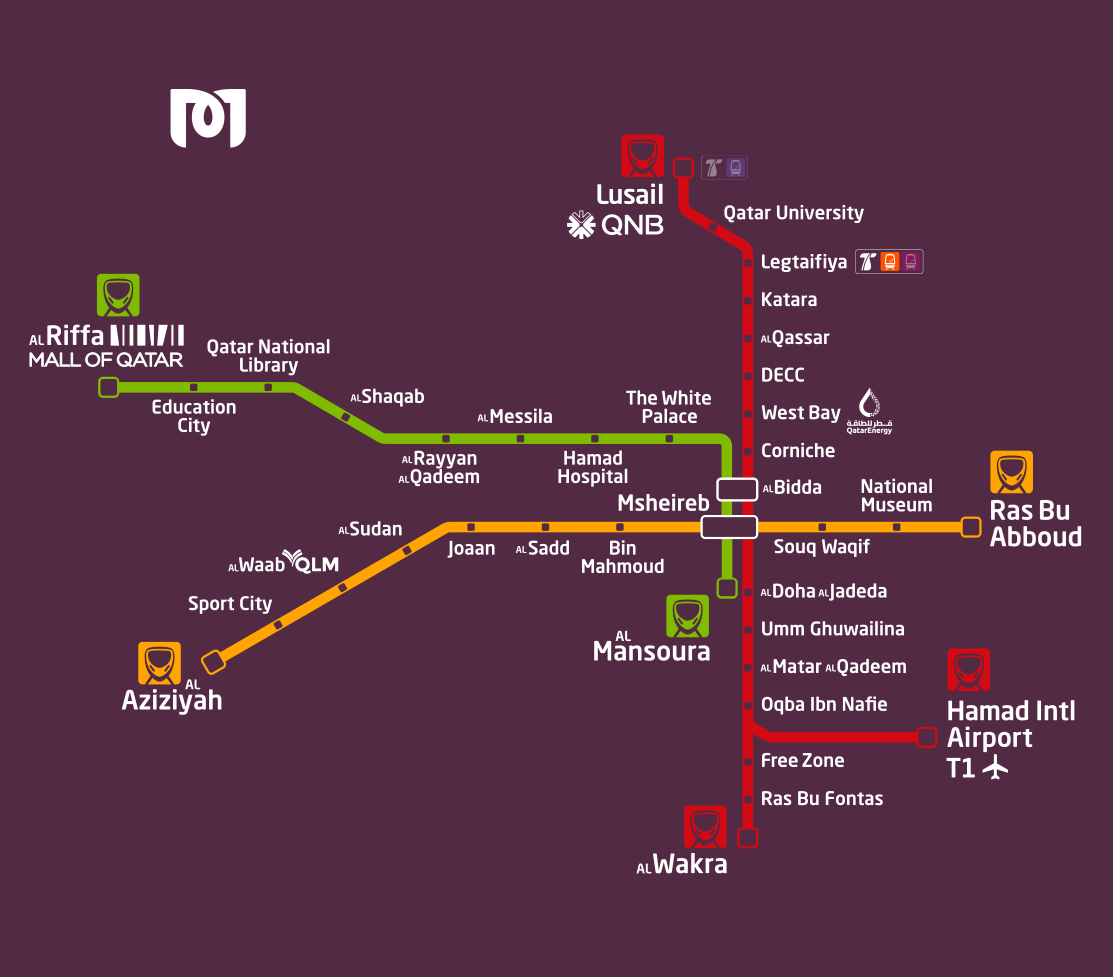 Lusail
QNB
Qatar University
Legtaifiya
Katara
AL Qassar
DECC
West Bay
قطر للطاقة
QatarEnergy
Corniche
AL Bidda
AL Riffa
MALL OF QATAR
Qatar National
Library
Education
City
AL Shaqab
AL Messila
The White
Palace
AL Rayyan
AL Qadeem
Hamad
Hospital
Msheireb
National
Museum
Ras Bu
Abboud
AL Sudan
Joaan
AL Sadd
Bin
Mahmoud
Souq Waqif
AL Waab QLM
Sport City
AL
Aziziyah
AL
Mansoura
AL Doha AL Jadeda
Umm Ghuwailina
AL Matar AL Qadeem
Oqba Ibn Nafie
Hamad Intl
Airport
T1
Free Zone
Ras Bu Fontas
AL Wakra